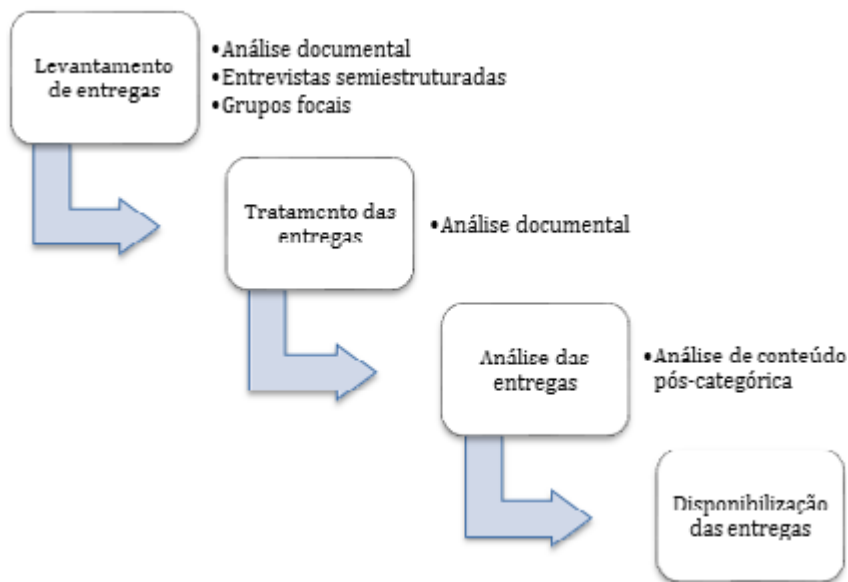 Levantamento
de entregas
•Análise documental
•Entrevistas semiestruturadas
•Grupos focais
Tratamento das
entregas
•Análise documental
Análise das
entregas
•Análise de conteúdo
pós-categórica
Disponibilização
das entregas